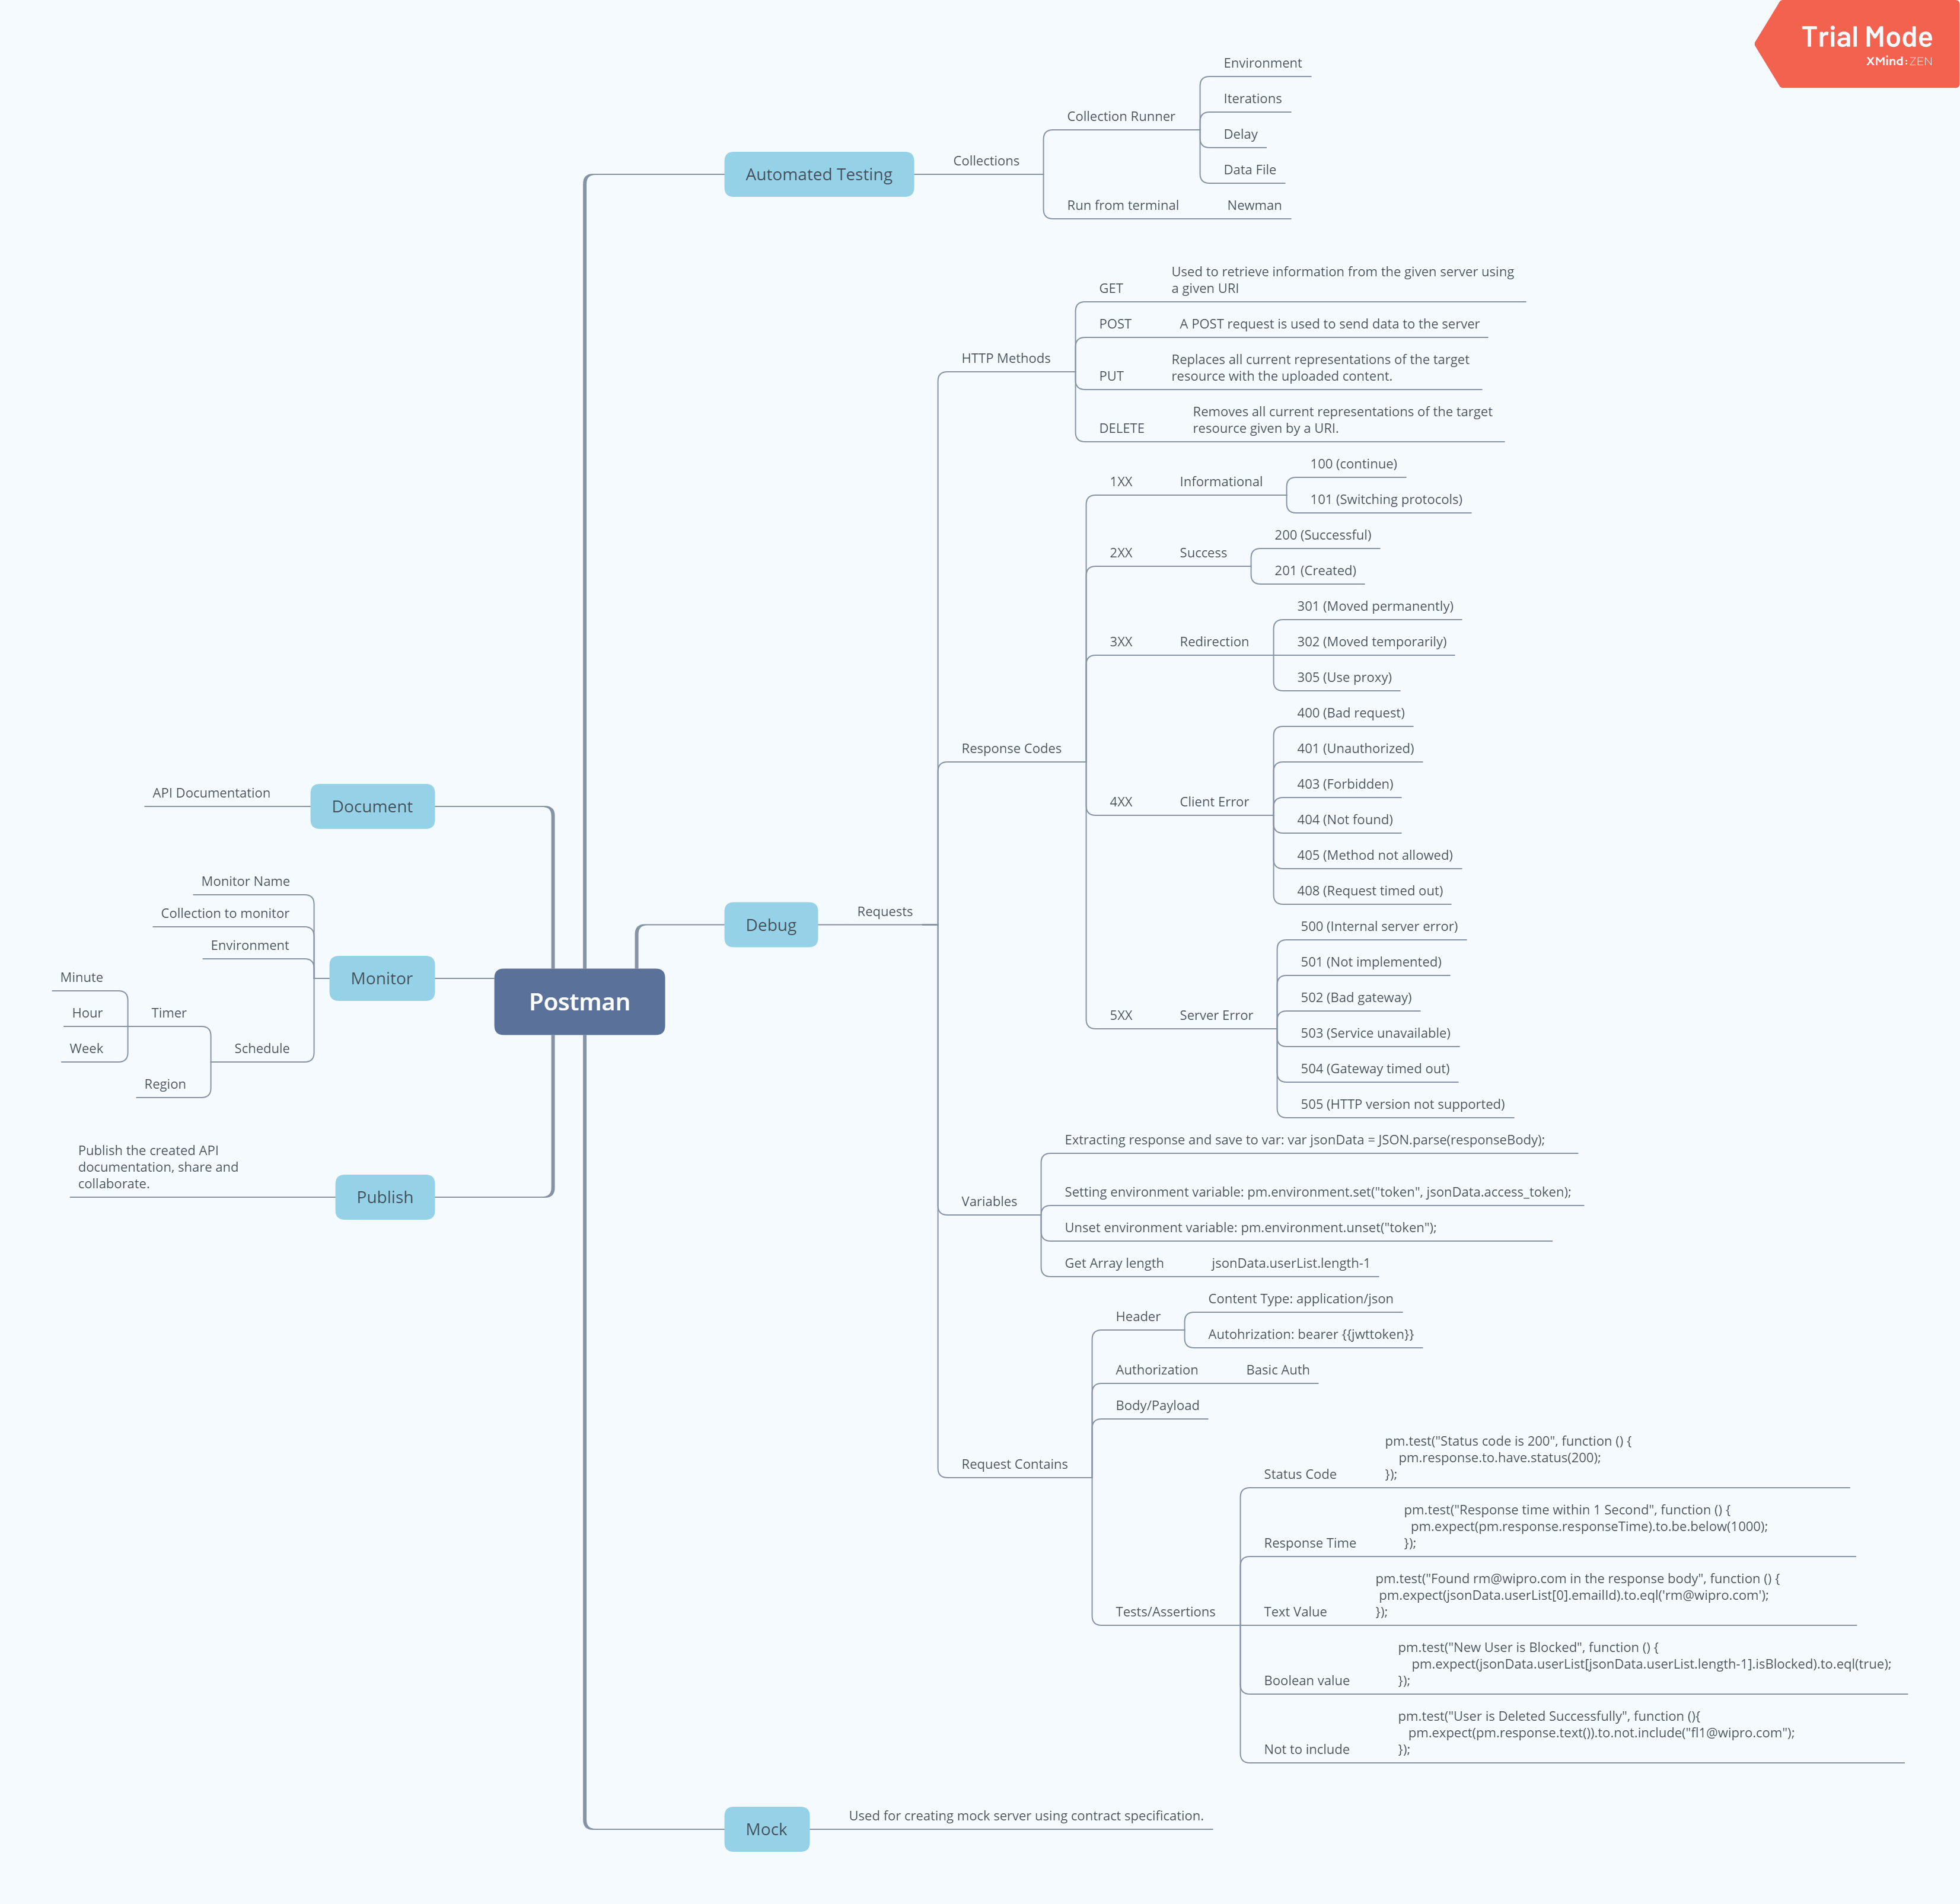 Trial Mode
XMind:ZEN
Postman
Automated Testing
Collections
Collection Runner
Environment
Iterations
Delay
Data File
Run from terminal
Newman
Debug
Requests
HTTP Methods
GET
Used to retrieve information from the given server using
a given URI
POST
A POST request is used to send data to the server
PUT
Replaces all current representations of the target
resource with the uploaded content.
DELETE
Removes all current representations of the target
resource given by a URI.
Response Codes
1XX
Informational
100 (continue)
101 (Switching protocols)
2XX
Success
200 (Successful)
201 (Created)
3XX
Redirection
301 (Moved permanently)
302 (Moved temporarily)
305 (Use proxy)
4XX
Client Error
400 (Bad request)
401 (Unauthorized)
403 (Forbidden)
404 (Not found)
405 (Method not allowed)
408 (Request timed out)
5XX
Server Error
500 (Internal server error)
501 (Not implemented)
502 (Bad gateway)
503 (Service unavailable)
504 (Gateway timed out)
505 (HTTP version not supported)
Variables
Extracting response and save to var: var jsonData = JSON.parse(responseBody);
Setting environment variable: pm.environment.set("token", jsonData.access_token);
Unset environment variable: pm.environment.unset("token");
Get Array length
jsonData.userList.length-1
Request Contains
Header
Content Type: application/json
Autohrization: bearer {{jwttoken}}
Authorization
Basic Auth
Body/Payload
Tests/Assertions
Status Code
pm.test("Status code is 200", function () {
pm.response.to.have.status(200);
});
Response Time
pm.test("Response time within 1 Second", function () {
pm.expect(pm.response.responseTime).to.be.below(1000);
});
Text Value
pm.test("Found rm@wipro.com in the response body", function () {
pm.expect(jsonData.userList[0].emailId).to.eql('rm@wipro.com');
});
Boolean value
pm.test("New User is Blocked", function () {
pm.expect(jsonData.userList[jsonData.userList.length-1].isBlocked).to.eql(true);
});
Not to include
pm.test("User is Deleted Successfully", function (){
pm.expect(pm.response.text()).to.not.include("fl1@wipro.com");
});
Mock
Used for creating mock server using contract specification.
Document
API Documentation
Monitor
Monitor Name
Collection to monitor
Environment
Schedule
Timer
Minute
Hour
Week
Region
Publish
Publish the created API
documentation, share and
collaborate.